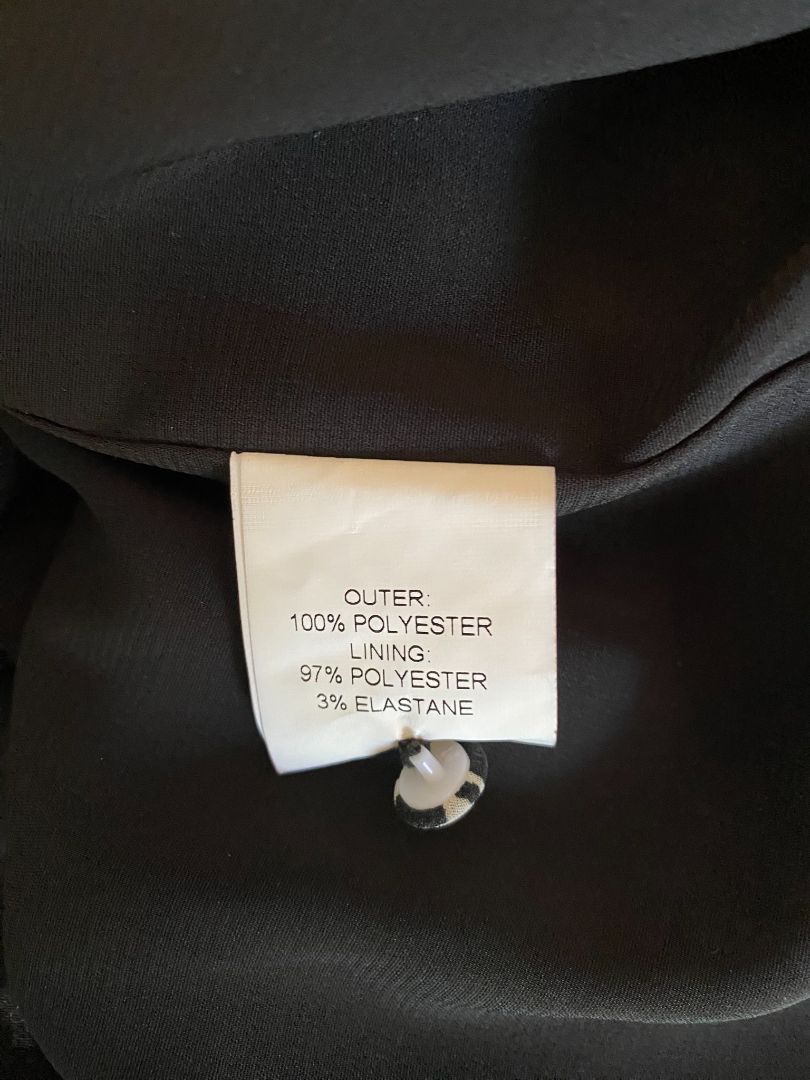 OUTER:
100% POLYESTER
LINING:
97% POLYESTER
3% ELASTANE